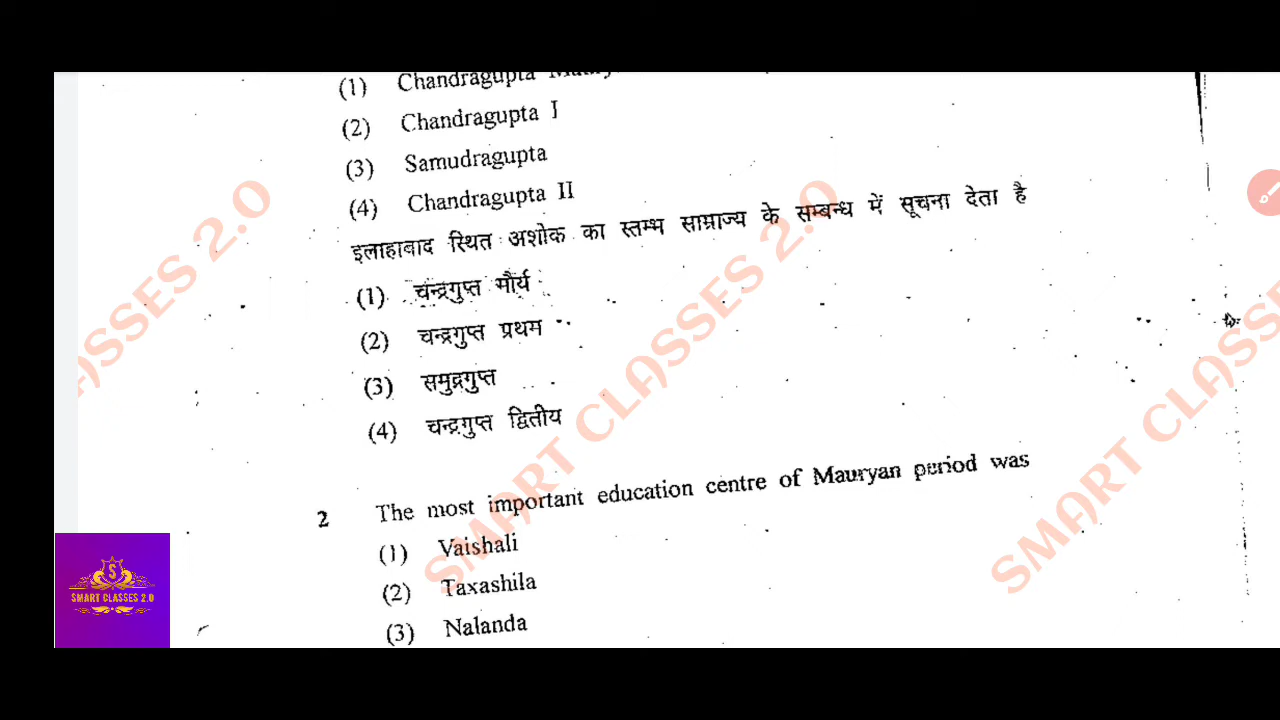 (1) Chandragupta
(2) Chandragupta I
(3) Samudragupta
(4) Chandragupta II
इलाहाबाद स्थित अशोक का स्तम्भ साम्राज्य के सम्बन्ध में सूचना देता है
(1) चन्द्रगुप्त मौर्य
(2) चन्द्रगुप्त प्रथम
(3) समुद्रगुप्त
(4) चन्द्रगुप्त द्वितीय
2 The most important education centre of Mauryan period was
(1) Vaishali
(2) Taxashila
(3) Nalanda
SMART CLASSES 2.0
SMART CLASSES 2.0
SMART CLASSES 2.0
S
SMART CLASSES 2.0